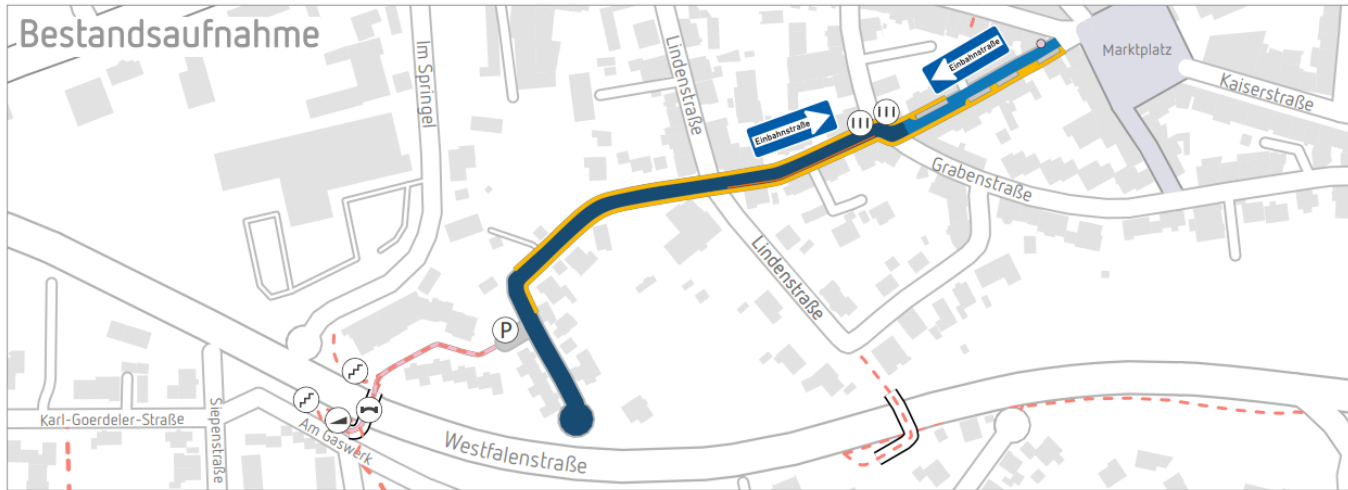 Bestandsaufnahme
Im Springel
Lindenstraße
Einbahnstraße
Marktplatz
Kaiserstraße
Einbahnstraße
Grabenstraße
Lindenstraße
P
Karl-Goerdeler-Straße
Siepenstraße
Am Gaswerk
Westfalenstraße